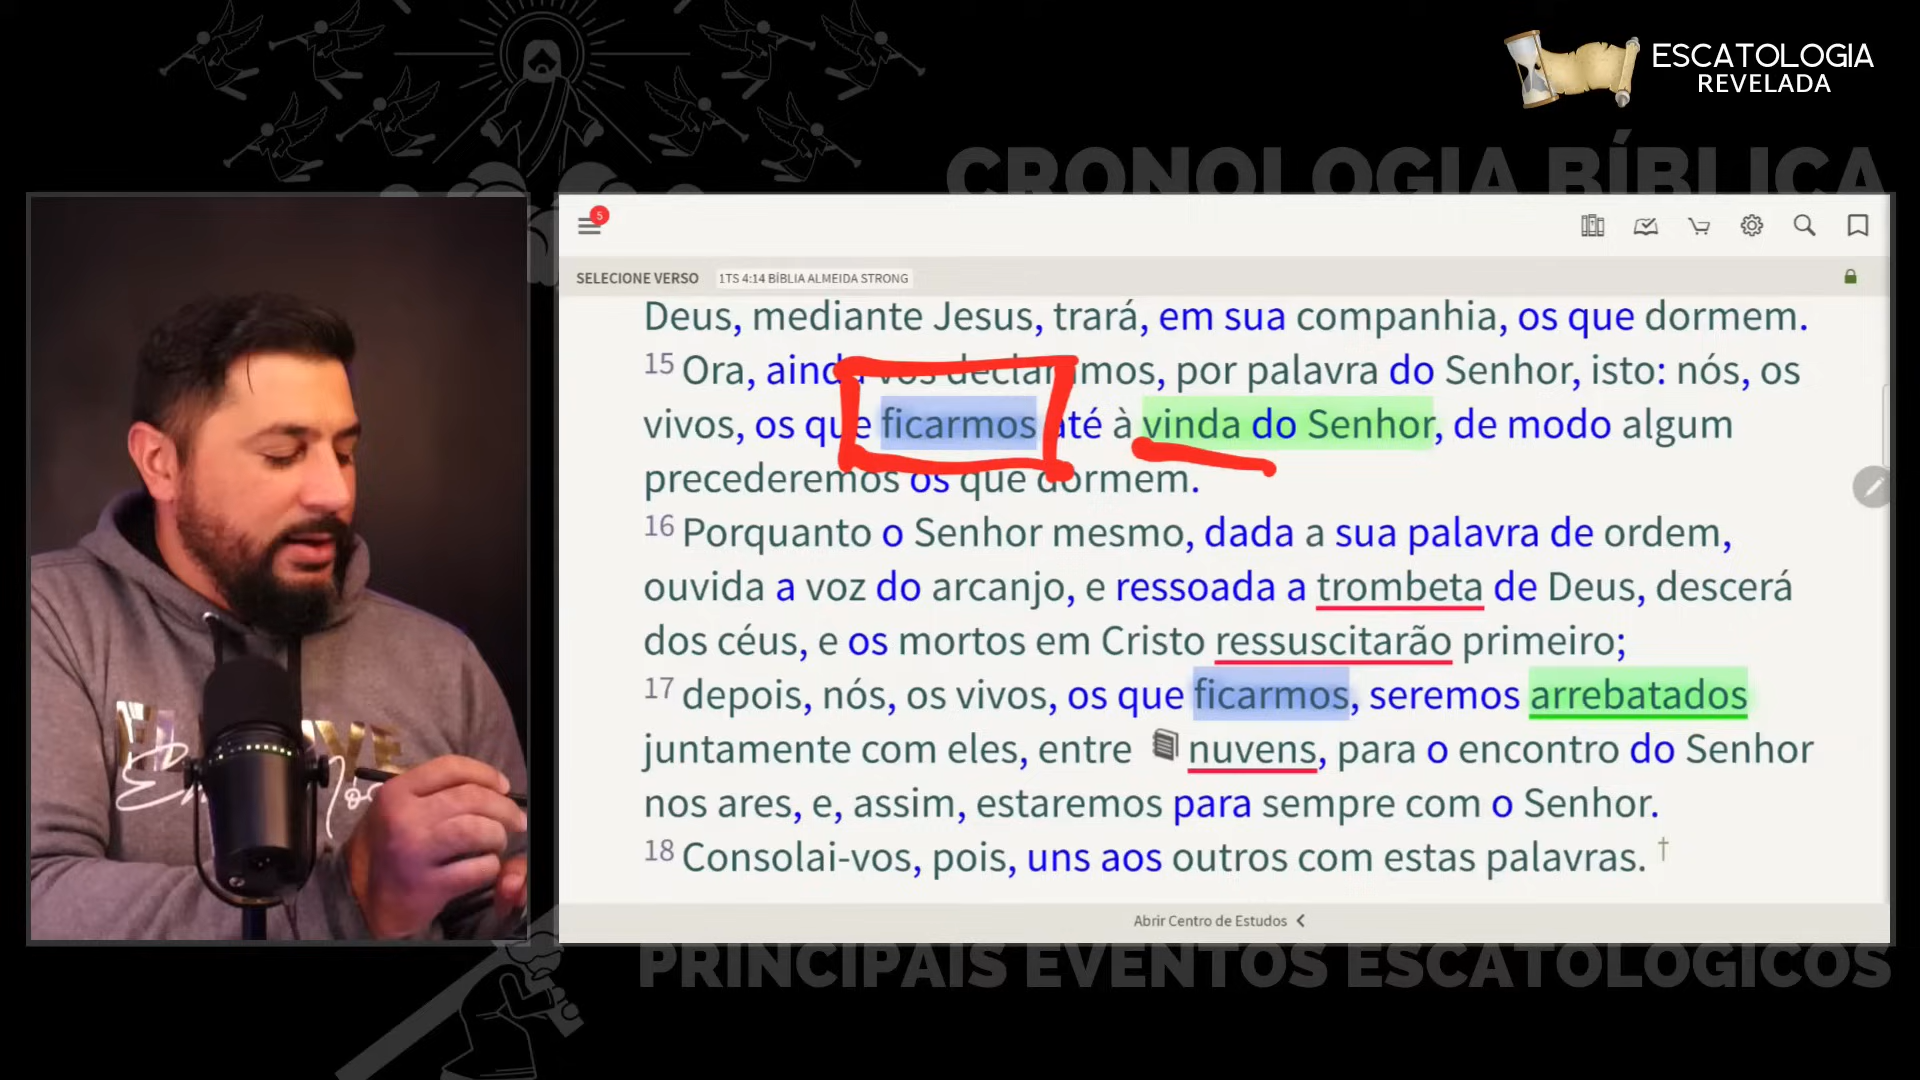 ESCATOLOGIA
REVELADA
CRONOLOGIA BÍBLICA
5
SELECIONE VERSO 1TS 4:14 BÍBLIA ALMEIDA STRONG
Deus, mediante Jesus, trará, em sua companhia, os que dormem.
15 Ora, ainda vos declaramos, por palavra do Senhor, isto: nós, os
vivos, os que ficarmos até à vinda do Senhor, de modo algum
precederemos os que dormem.
16 Porquanto o Senhor mesmo, dada a sua palavra de ordem,
ouvida a voz do arcanjo, e ressoada a trombeta de Deus, descerá
dos céus, e os mortos em Cristo ressuscitarão primeiro;
17 depois, nós, os vivos, os que ficarmos, seremos arrebatados
juntamente com eles, entre nuvens, para o encontro do Senhor
nos ares, e, assim, estaremos para sempre com o Senhor.
18 Consolai-vos, pois, uns aos outros com estas palavras. †
Abrir Centro de Estudos
PRINCIPAIS EVENTOS ESCATOLOGICOS